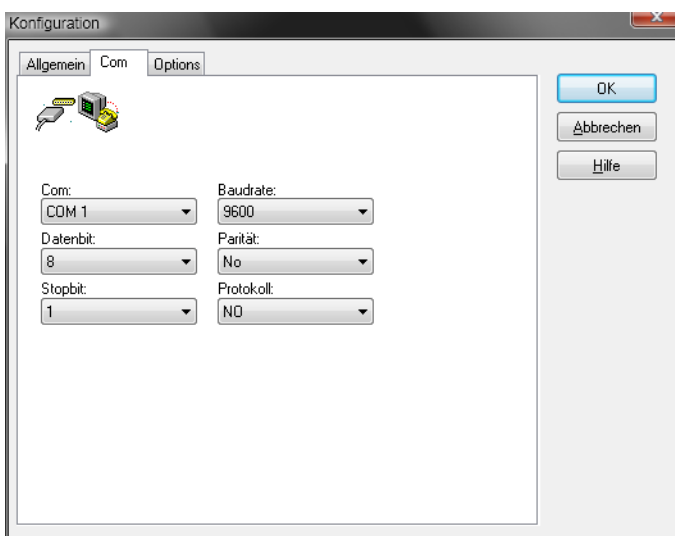 Konfiguration
Allgemein Com Options
OK
Abbrechen
Hilfe
Com: Baudrate:
COM 1 9600
Datenbit: Parität:
8 No
Stopbit: Protokoll:
1 NO